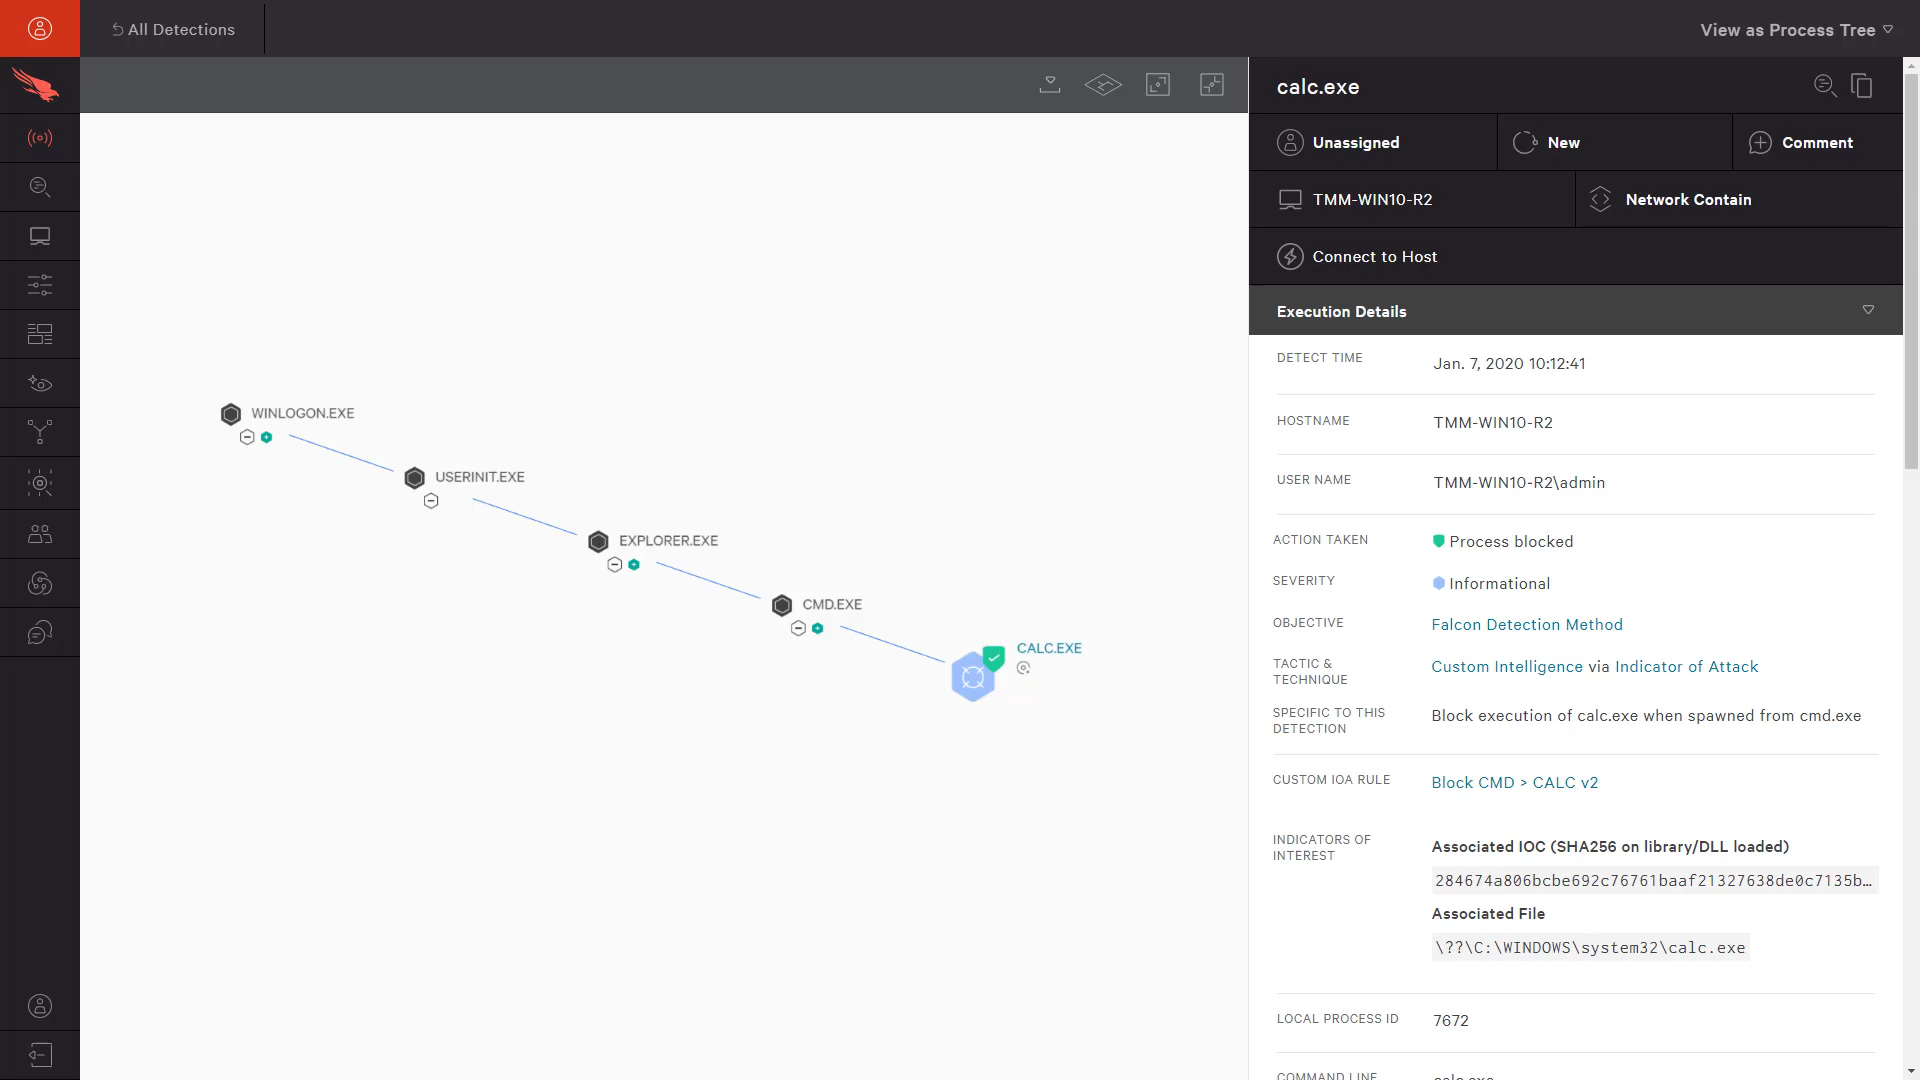 All Detections
View as Process Tree
calc.exe
Unassigned
New
Comment
TMM-WIN10-R2
Network Contain
Connect to Host
Execution Details
DETECT TIME
Jan. 7, 2020 10:12:41
HOSTNAME
TMM-WIN10-R2
USER NAME
TMM-WIN10-R2\admin
ACTION TAKEN
Process blocked
SEVERITY
Informational
OBJECTIVE
Falcon Detection Method
TACTIC &
TECHNIQUE
Custom Intelligence via Indicator of Attack
SPECIFIC TO THIS
DETECTION
Block execution of calc.exe when spawned from cmd.exe
CUSTOM IOA RULE
Block CMD > CALC v2
INDICATORS OF
INTEREST
Associated IOC (SHA256 on library/DLL loaded)
284674a806bcbe692c76761baaf21327638de0c7135b…
Associated File
\??\C:\WINDOWS\system32\calc.exe
LOCAL PROCESS ID
7672
COMMAND LINE
calc.exe
WINLOGON.EXE
USERINIT.EXE
EXPLORER.EXE
CMD.EXE
CALC.EXE